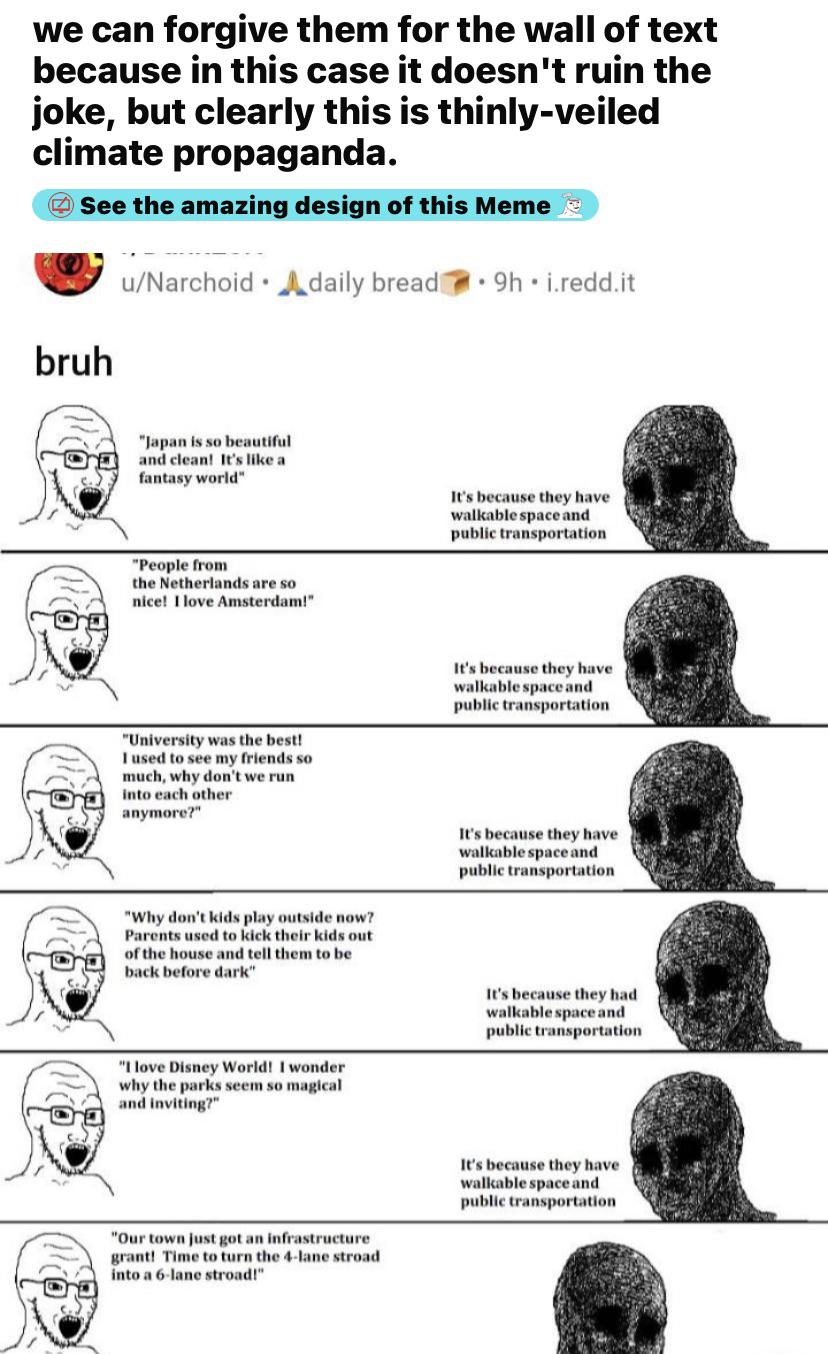 we can forgive them for the wall of text
because in this case it doesn't ruin the
joke, but clearly this is thinly-veiled
climate propaganda.
See the amazing design of this Meme
u/Narchoid • 🙏daily bread🍞 • 9h • i.redd.it
bruh
"Japan is so beautiful
and clean! It's like a
fantasy world"
It's because they have
walkable space and
public transportation
"People from
the Netherlands are so
nice! I love Amsterdam!"
It's because they have
walkable space and
public transportation
"University was the best!
I used to see my friends so
much, why don't we run
into each other
anymore?"
It's because they have
walkable space and
public transportation
"Why don't kids play outside now?
Parents used to kick their kids out
of the house and tell them to be
back before dark"
It's because they had
walkable space and
public transportation
"I love Disney World! I wonder
why the parks seem so magical
and inviting?"
It's because they have
walkable space and
public transportation
"Our town just got an infrastructure
grant! Time to turn the 4-lane stroad
into a 6-lane stroad!"